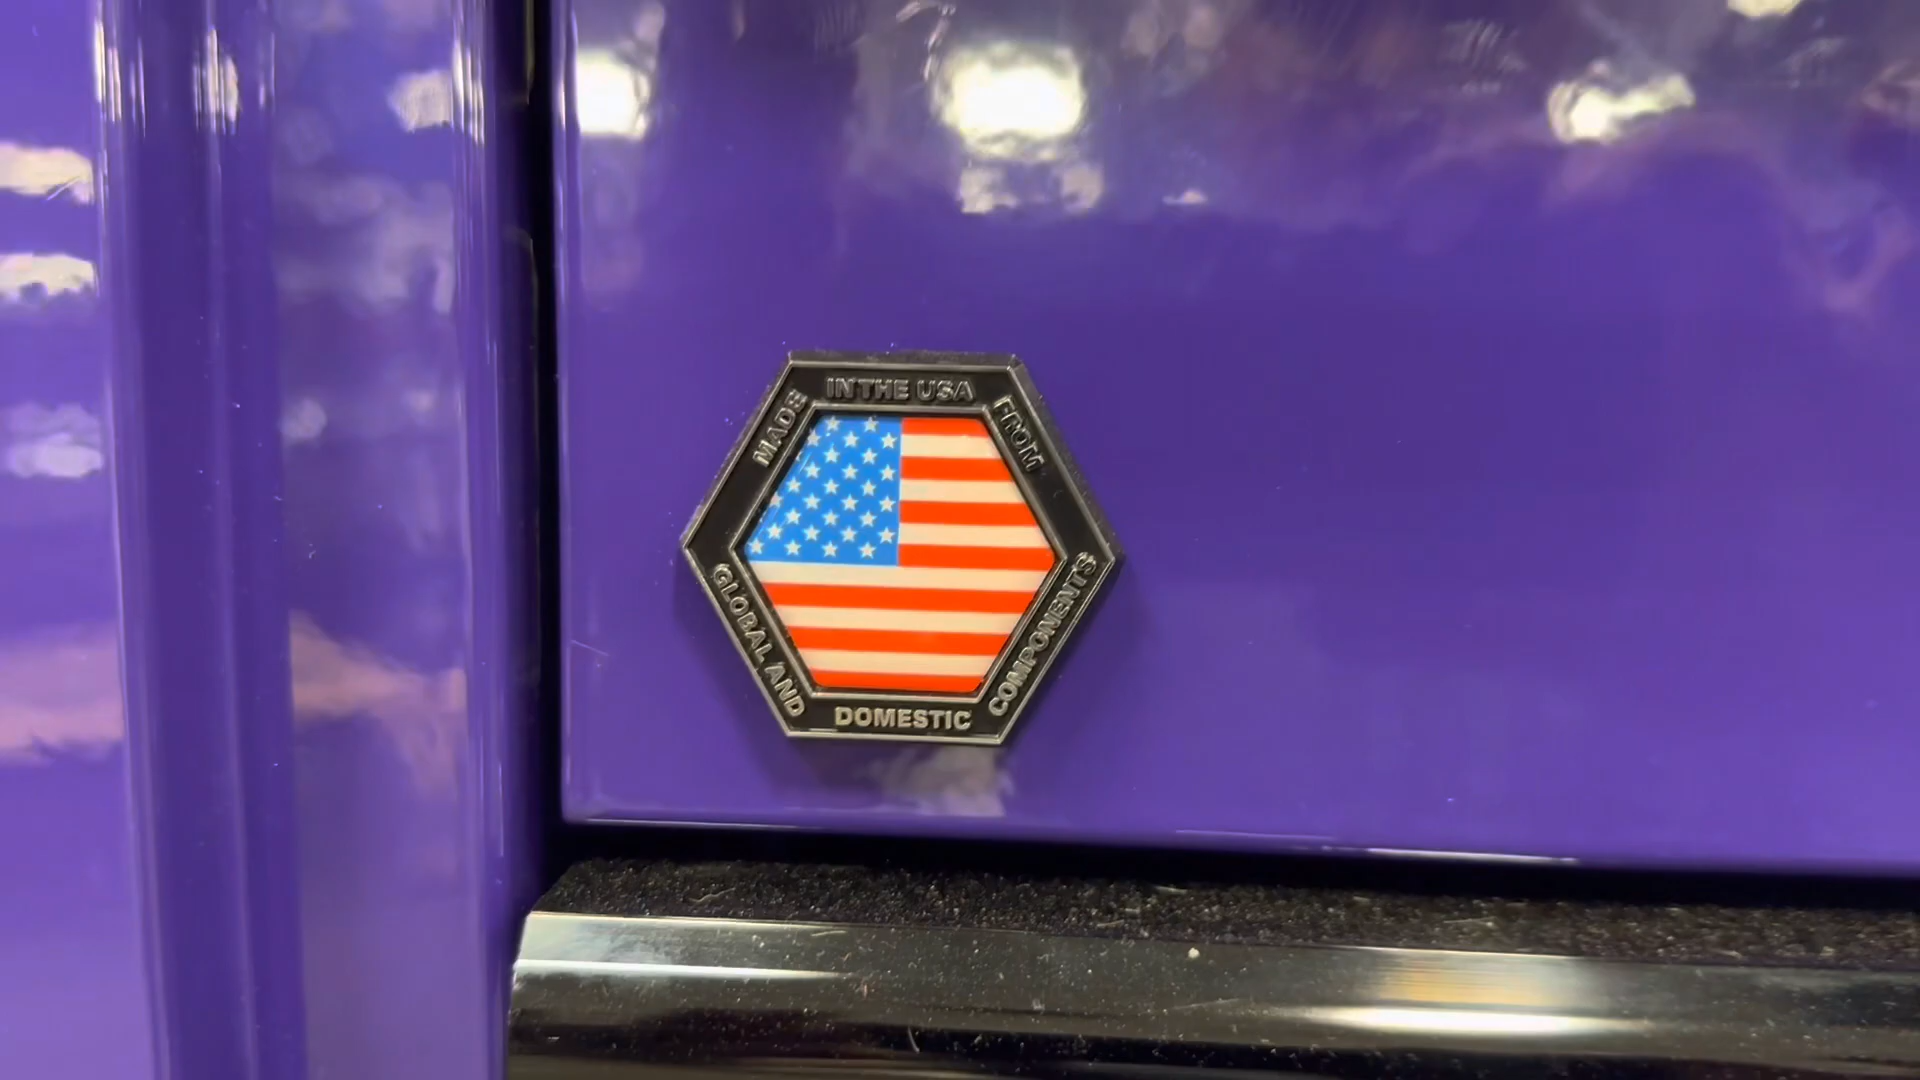 MADE
IN THE USA
FROM
GLOBAL AND
DOMESTIC
COMPONENTS